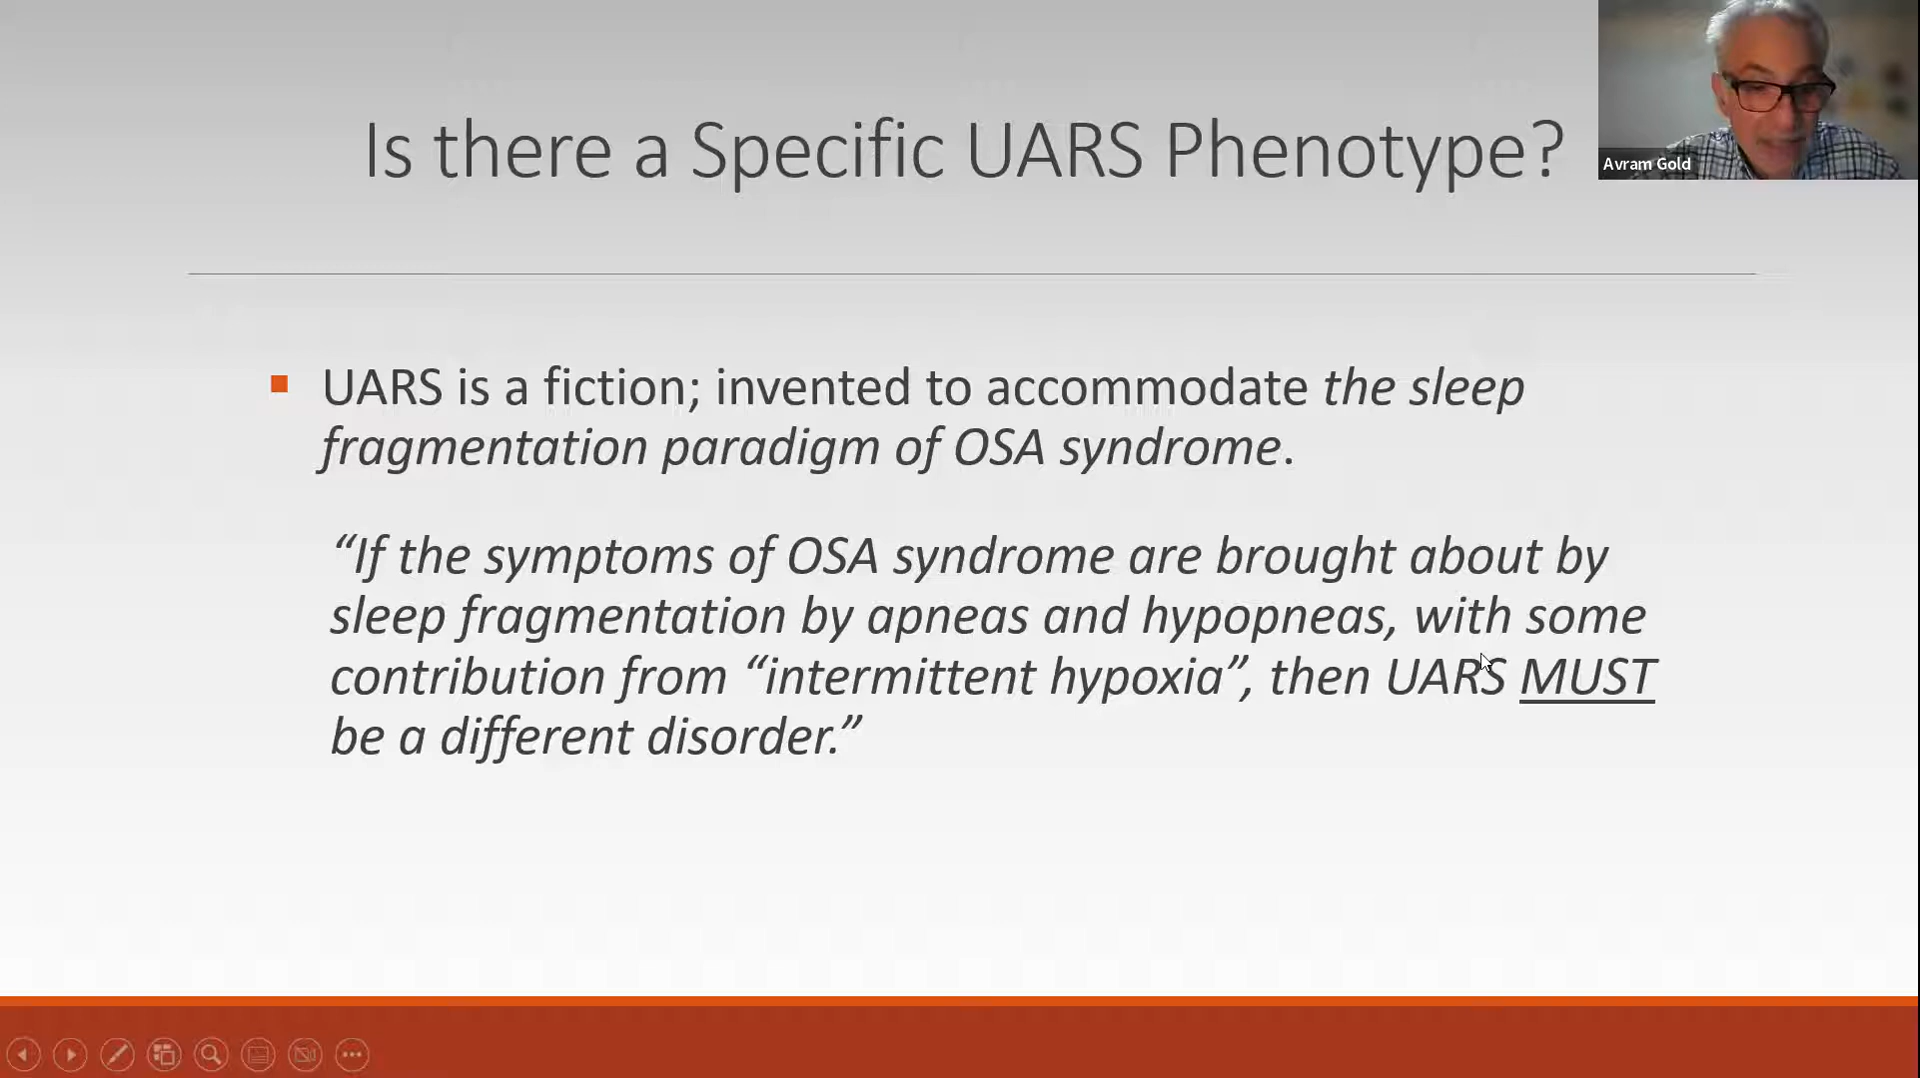 Is there a Specific UARS Phenotype?
Avram Gold
UARS is a fiction; invented to accommodate the sleep
fragmentation paradigm of OSA syndrome.
“If the symptoms of OSA syndrome are brought about by
sleep fragmentation by apneas and hypopneas, with some
contribution from “intermittent hypoxia”, then UARS MUST
be a different disorder.”